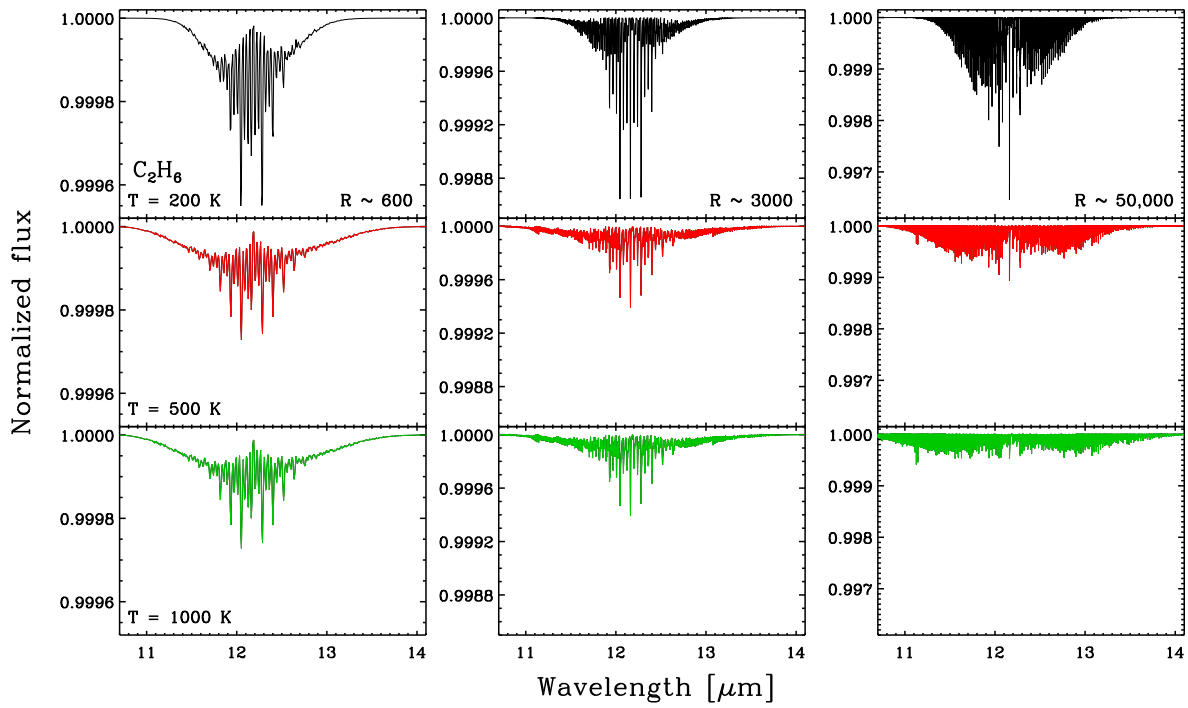 1.0000
0.9998
0.9996
C2H6
T = 200 K
R ~ 600
1.0000
0.9996
0.9992
0.9988
R ~ 3000
1.000
0.999
0.998
0.997
R ~ 50,000
1.0000
0.9998
0.9996
T = 500 K
1.0000
0.9996
0.9992
0.9988
1.000
0.999
0.998
0.997
1.0000
0.9998
0.9996
T = 1000 K
1.0000
0.9996
0.9992
0.9988
1.000
0.999
0.998
0.997
11 12 13 14
11 12 13 14
11 12 13 14
Normalized flux
Wavelength [μm]